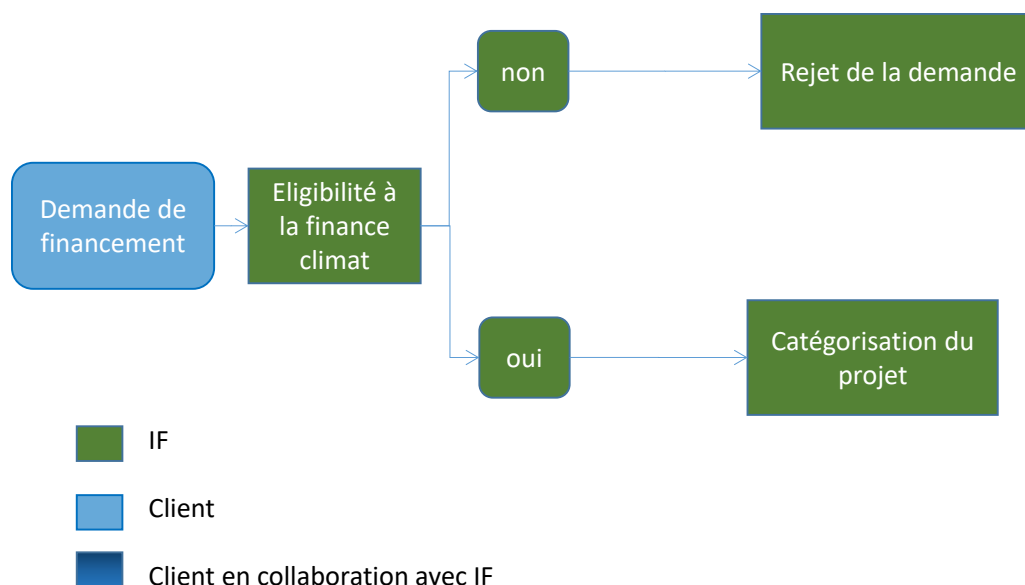 non
Rejet de la demande
Demande de
financement
Eligibilité à
la finance
climat
oui
Catégorisation du
projet
IF
Client
Client en collaboration avec IF